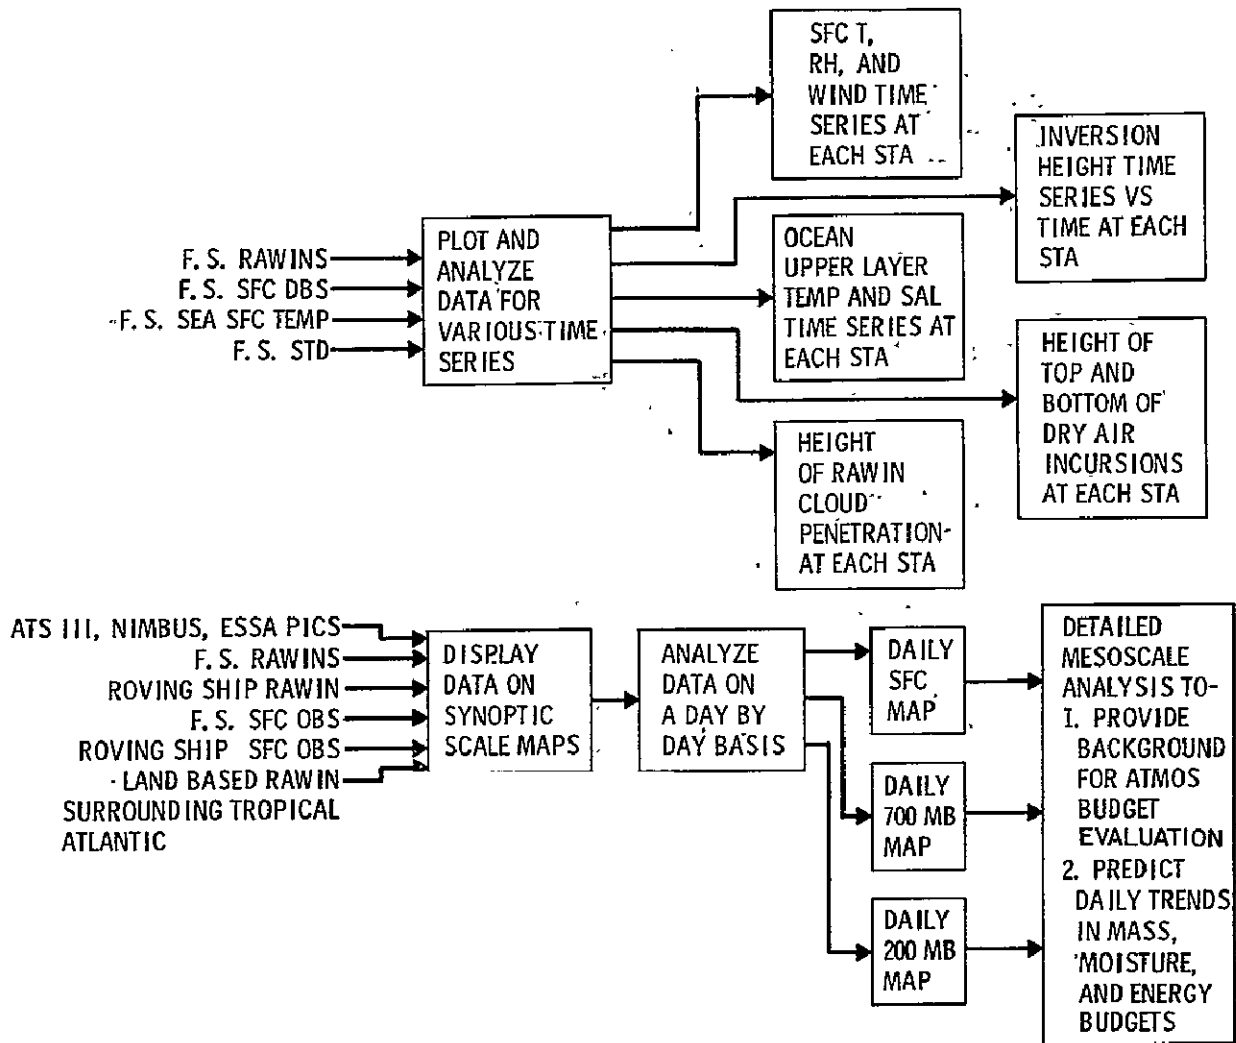 SFC T,
RH, AND
WIND TIME
SERIES AT
EACH STA
INVERSION
HEIGHT TIME
SERIES VS
TIME AT EACH
STA
F. S. RAWINS
F. S. SFC DBS
F. S. SEA SFC TEMP
F. S. STD
PLOT AND
ANALYZE
DATA FOR
VARIOUS TIME
SERIES
OCEAN
UPPER LAYER
TEMP AND SAL
TIME SERIES AT
EACH STA
HEIGHT OF
TOP AND
BOTTOM OF
DRY AIR
INCURSIONS
AT EACH STA
HEIGHT
OF RAWIN
CLOUD
PENETRATION
AT EACH STA
ATS III, NIMBUS, ESSA PICS
F. S. RAWINS
ROVING SHIP RAWIN
F. S. SFC OBS
ROVING SHIP SFC OBS
LAND BASED RAWIN
SURROUNDING TROPICAL
ATLANTIC
DISPLAY
DATA ON
SYNOPTIC
SCALE MAPS
ANALYZE
DATA ON
A DAY BY
DAY BASIS
DAILY
SFC
MAP
DAILY
700 MB
MAP
DAILY
200 MB
MAP
DETAILED
MESOSCALE
ANALYSIS TO-
1. PROVIDE
BACKGROUND
FOR ATMOS
BUDGET
EVALUATION
2. PREDICT
DAILY TRENDS
IN MASS,
MOISTURE,
AND ENERGY
BUDGETS